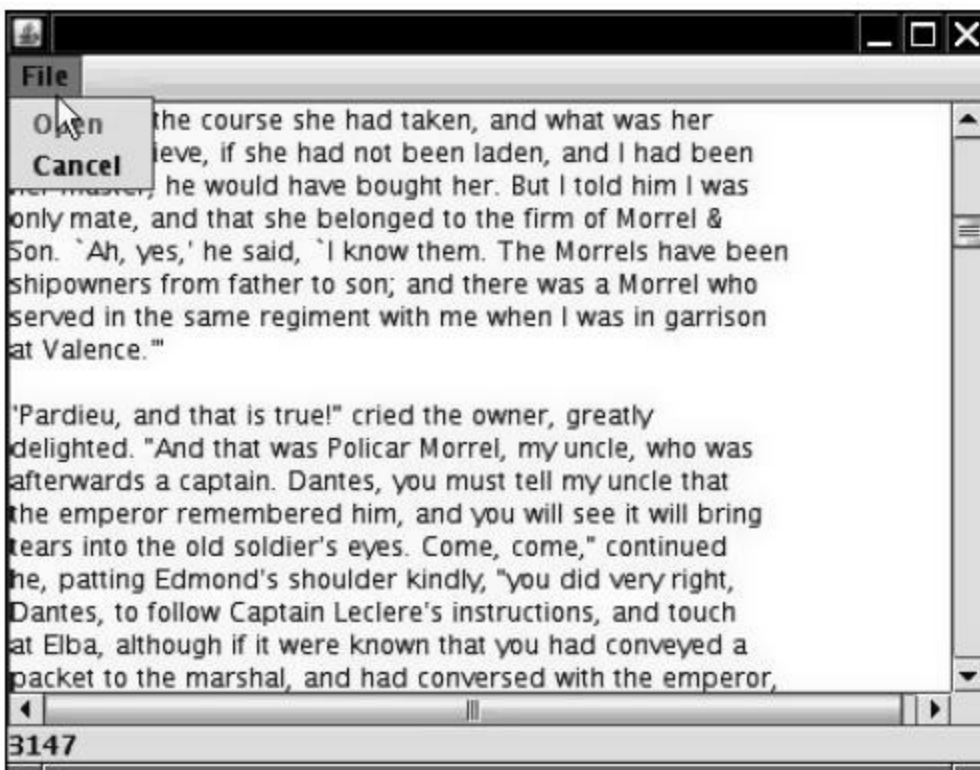 File
Open
Cancel
the course she had taken, and what was her
if she had not been laden, and I had been
he would have bought her. But I told him I was
only mate, and that she belonged to the firm of Morrel &
Son. `Ah, yes,' he said, `I know them. The Morrels have been
shipowners from father to son; and there was a Morrel who
served in the same regiment with me when I was in garrison
at Valence.'"
"Pardieu, and that is true!" cried the owner, greatly
delighted. "And that was Policar Morrel, my uncle, who was
afterwards a captain. Dantes, you must tell my uncle that
the emperor remembered him, and you will see it will bring
tears into the old soldier's eyes. Come, come," continued
he, patting Edmond's shoulder kindly, "you did very right,
Dantes, to follow Captain Leclere's instructions, and touch
at Elba, although if it were known that you had conveyed a
packet to the marshal, and had conversed with the emperor,
3147